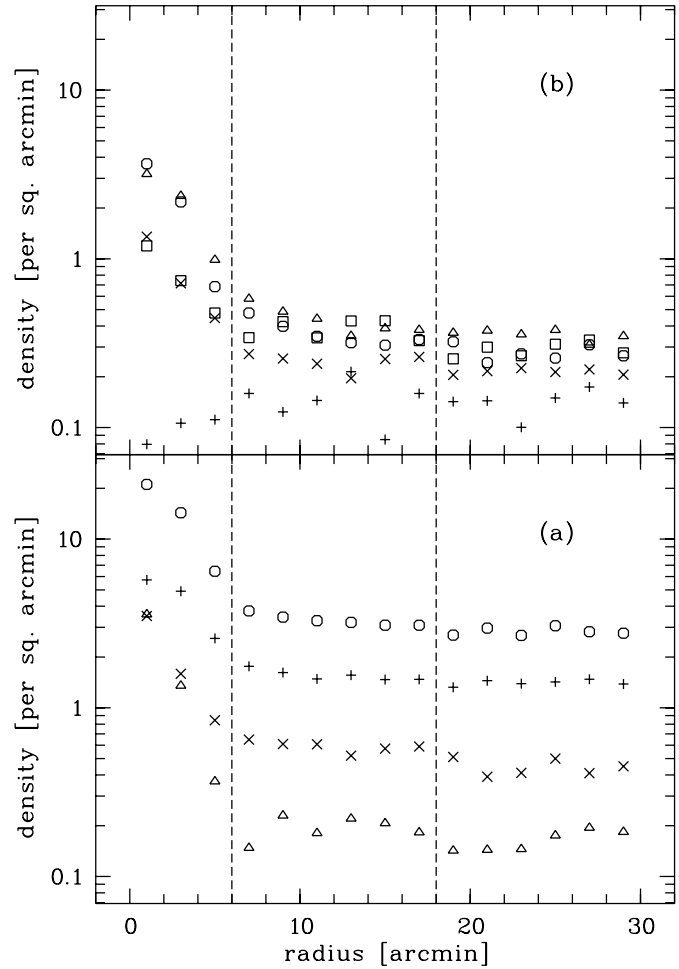 (b)
10
1
0.1
density [per sq. arcmin]
(a)
10
1
0.1
density [per sq. arcmin]
0 10 20 30
radius [arcmin]